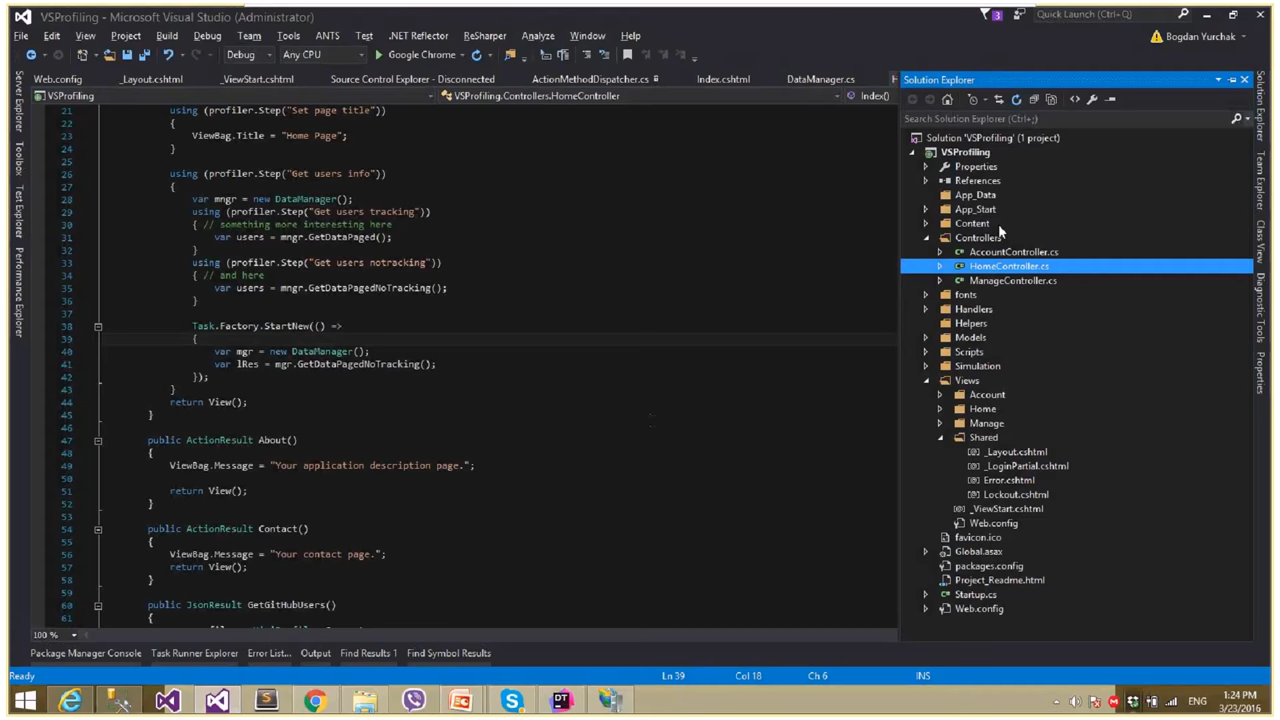 VSProfiling - Microsoft Visual Studio (Administrator)
3
Quick Launch (Ctrl+;)
File Edit View Project Build Debug Team Tools ANTS Test .NET Reflector ReSharper Analyze Window Help
Bogdan Yurchak
Debug Any CPU Google Chrome
Web.config _Layout.cshtml _ViewStart.cshtml Source Control Explorer - Disconnected ActionMethodDispatcher.cs Index.cshtml DataManager.cs
VSProfiling VSProfiling.Controllers.HomeController Index()
Server Explorer
Toolbox
Test Explorer
Performance Explorer
21 using (profiler.Step("Set page title"))
22 {
23 ViewBag.Title = "Home Page";
24 }
25
26 using (profiler.Step("Get users info"))
27 {
28 var mngr = new DataManager();
29 using (profiler.Step("Get users tracking"))
30 { // something more interesting here
31 var users = mngr.GetDataPaged();
32 }
33 using (profiler.Step("Get users notracking"))
34 { // and here
35 var users = mngr.GetDataPagedNoTracking();
36 }
37
38 Task.Factory.StartNew(() =>
39 {
40 var mgr = new DataManager();
41 var lRes = mgr.GetDataPagedNoTracking();
42 });
43 }
44 return View();
45 }
46
47 public ActionResult About()
48 {
49 ViewBag.Message = "Your application description page.";
50
51 return View();
52 }
53
54 public ActionResult Contact()
55 {
56 ViewBag.Message = "Your contact page.";
57 return View();
58 }
59
60 public JsonResult GetGitHubUsers()
61 {
100 %
Solution Explorer
Search Solution Explorer (Ctrl+;)
Solution 'VSProfiling' (1 project)
VSProfiling
Properties
References
App_Data
App_Start
Content
Controllers
AccountController.cs
HomeController.cs
ManageController.cs
fonts
Handlers
Helpers
Models
Scripts
Simulation
Views
Account
Home
Manage
Shared
_Layout.cshtml
_LoginPartial.cshtml
Error.cshtml
Lockout.cshtml
_ViewStart.cshtml
Web.config
favicon.ico
Global.asax
packages.config
Project_Readme.html
Startup.cs
Web.config
Solution Explorer
Team Explorer
Class View
Diagnostic Tools
Properties
Package Manager Console Task Runner Explorer Error List... Output Find Results 1 Find Symbol Results
Ready Ln 39 Col 18 Ch 6 INS
DT
ENG
1:24 PM
3/23/2016